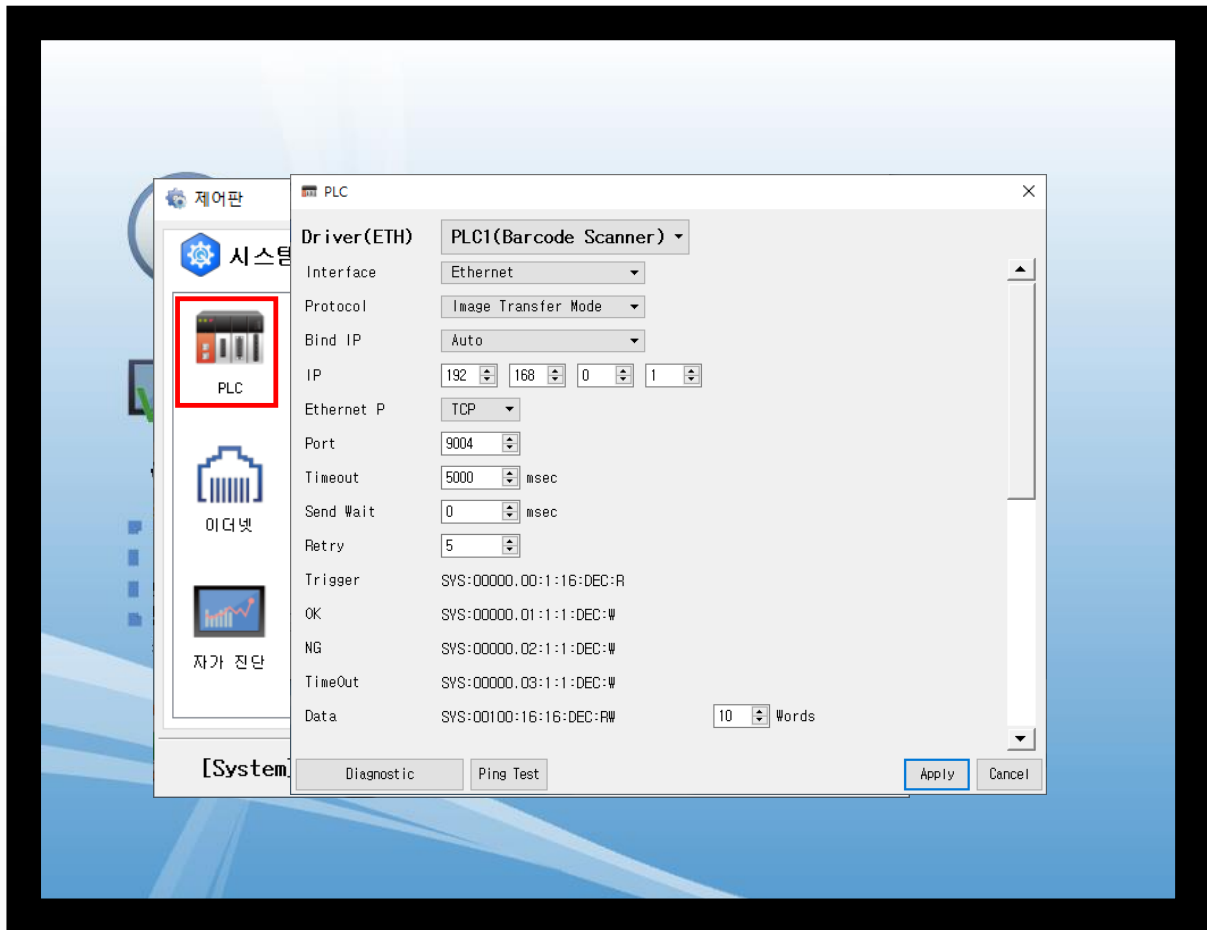 제어판
시스템
PLC
이더넷
자가 진단
[System]
PLC
Driver(ETH) PLC1(Barcode Scanner)
Interface Ethernet
Protocol Image Transfer Mode
Bind IP Auto
IP 192 168 0 1
Ethernet P TCP
Port 9004
Timeout 5000 msec
Send Wait 0 msec
Retry 5
Trigger SYS:00000.00:1:16:DEC:R
OK SYS:00000.01:1:1:DEC:W
NG SYS:00000.02:1:1:DEC:W
TimeOut SYS:00000.03:1:1:DEC:W
Data SYS:00100:16:16:DEC:RW 10 Words
Diagnostic Ping Test Apply Cancel